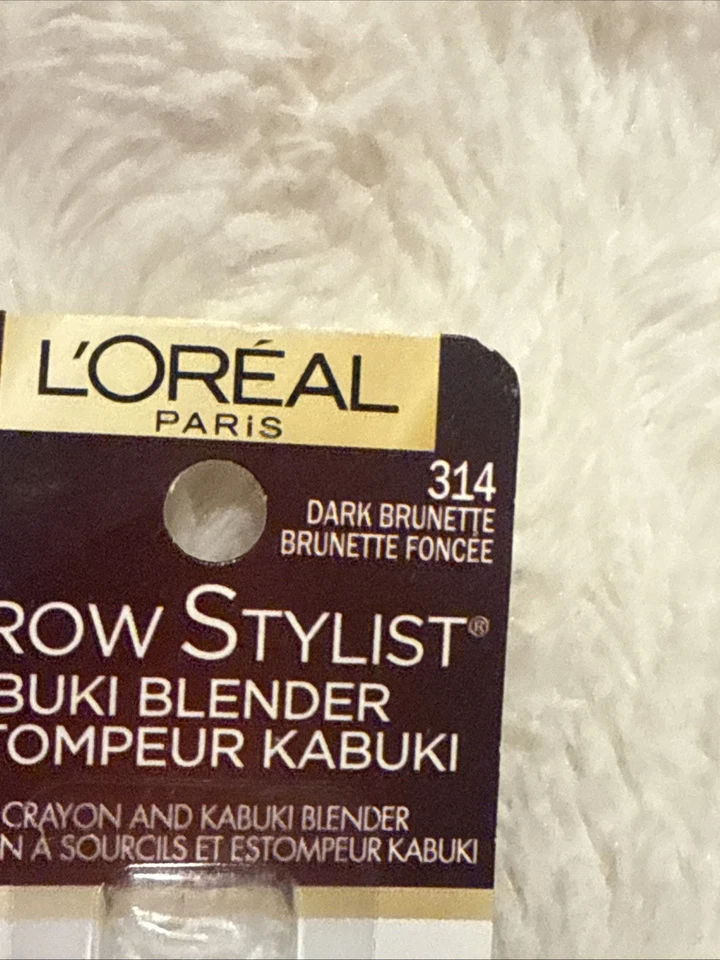 L'ORÉAL
PARiS
314
DARK BRUNETTE
BRUNETTE FONCÉE
ROW STYLIST®
BUKI BLENDER
TOMPEUR KABUKI
CRAYON AND KABUKI BLENDER
N À SOURCILS ET ESTOMPEUR KABUKI